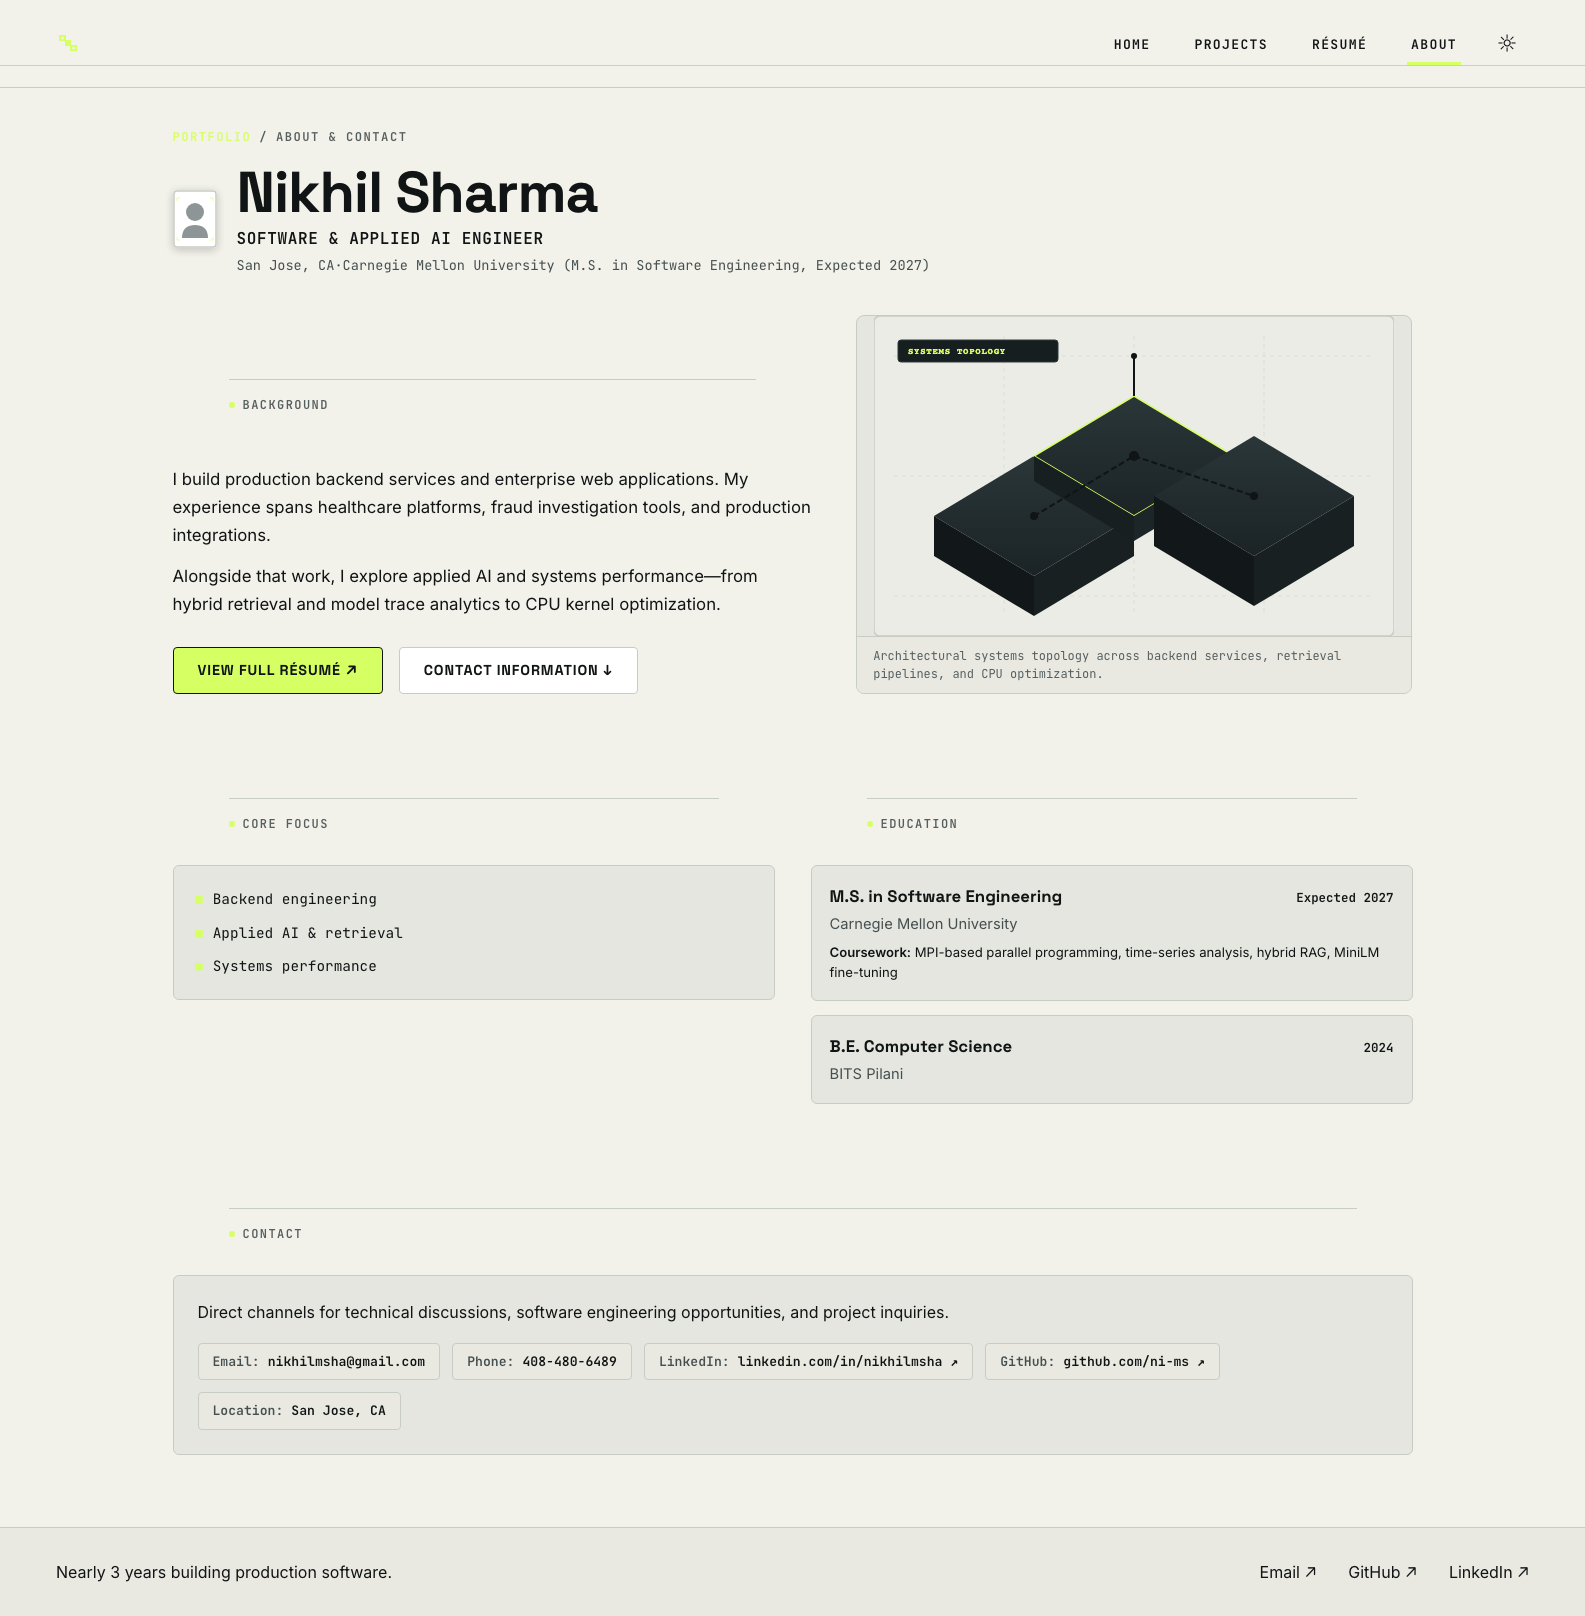 HOME PROJECTS RÉSUMÉ ABOUT
PORTFOLIO / ABOUT & CONTACT
Nikhil Sharma
SOFTWARE & APPLIED AI ENGINEER
San Jose, CA·Carnegie Mellon University (M.S. in Software Engineering, Expected 2027)
BACKGROUND
I build production backend services and enterprise web applications. My
experience spans healthcare platforms, fraud investigation tools, and production
integrations.
Alongside that work, I explore applied AI and systems performance—from
hybrid retrieval and model trace analytics to CPU kernel optimization.
VIEW FULL RÉSUMÉ ↗ CONTACT INFORMATION ↓
SYSTEMS TOPOLOGY
Architectural systems topology across backend services, retrieval
pipelines, and CPU optimization.
CORE FOCUS
Backend engineering
Applied AI & retrieval
Systems performance
EDUCATION
M.S. in Software Engineering Expected 2027
Carnegie Mellon University
Coursework: MPI-based parallel programming, time-series analysis, hybrid RAG, MiniLM
fine-tuning
B.E. Computer Science 2024
BITS Pilani
CONTACT
Direct channels for technical discussions, software engineering opportunities, and project inquiries.
Email: nikhilmsha@gmail.com Phone: 408-480-6489 LinkedIn: linkedin.com/in/nikhilmsha ↗ GitHub: github.com/ni-ms ↗
Location: San Jose, CA
Nearly 3 years building production software. Email ↗ GitHub ↗ LinkedIn ↗